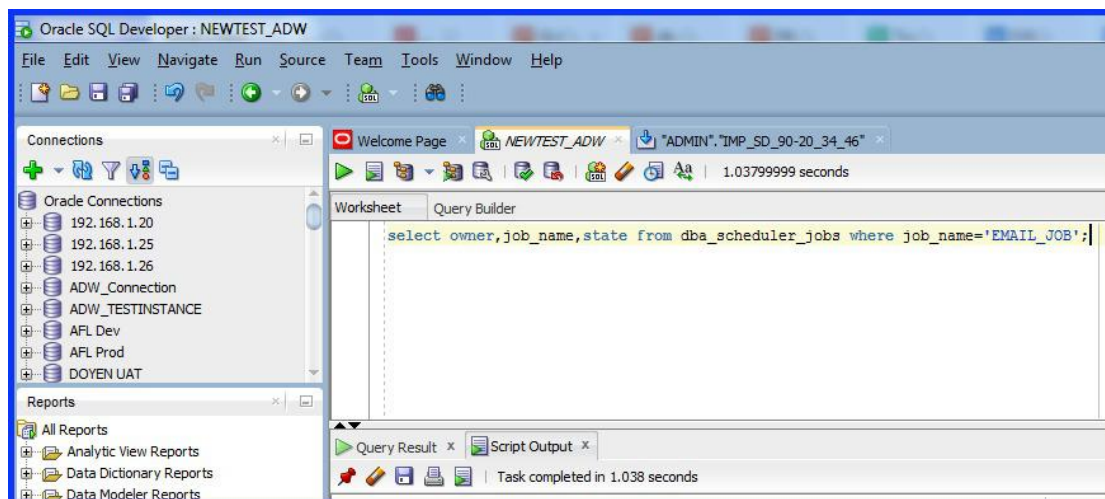 Oracle SQL Developer : NEWTEST_ADW
File Edit View Navigate Run Source Team Tools Window Help
Connections
Oracle Connections
192.168.1.20
192.168.1.25
192.168.1.26
ADW_Connection
ADW_TESTINSTANCE
AFL Dev
AFL Prod
DOYEN UAT
Reports
All Reports
Analytic View Reports
Data Dictionary Reports
Data Modeler Reports
Welcome Page NEWTEST_ADW "ADMIN"."IMP_SD_90-20_34_46"
1.03799999 seconds
Worksheet Query Builder
select owner,job_name,state from dba_scheduler_jobs where job_name='EMAIL_JOB';
Query Result Script Output
Task completed in 1.038 seconds